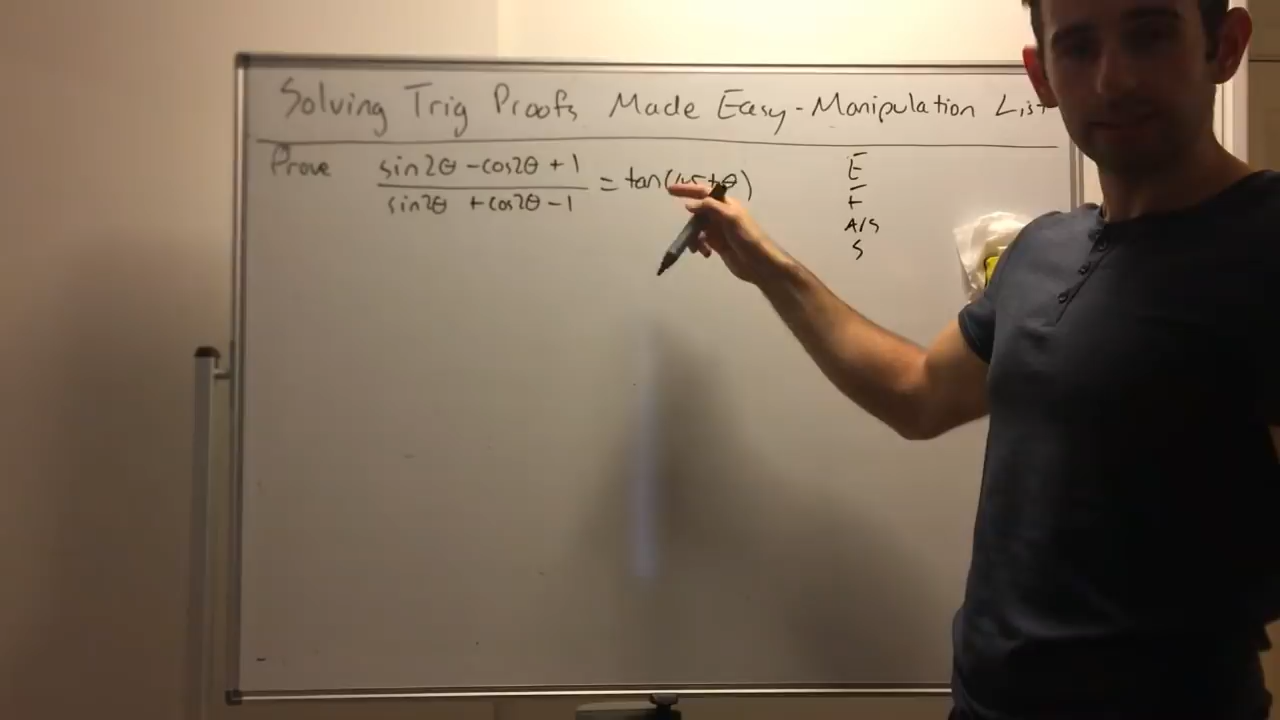 Solving Trig Proofs Made Easy - Manipulation List
Prove sin2θ - cos2θ + 1 = tan(45+θ)
sin2θ + cos2θ - 1
E
F
A/S
S